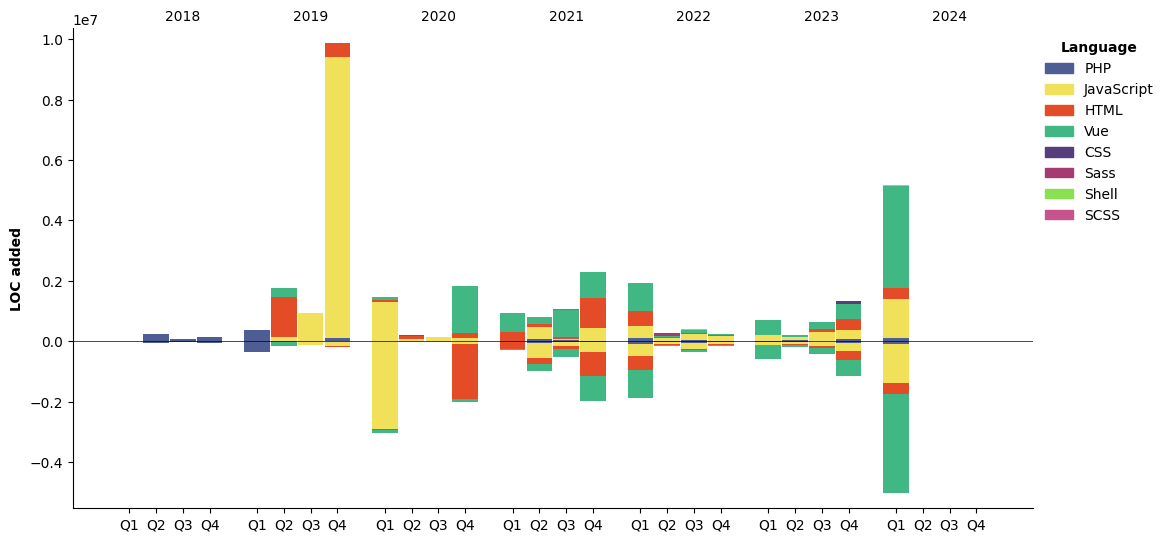 1e7
2018 2019 2020 2021 2022 2023 2024
Language
PHP
JavaScript
HTML
Vue
CSS
Sass
Shell
SCSS
LOC added
1.0
0.8
0.6
0.4
0.2
0.0
−0.2
−0.4
Q1 Q2 Q3 Q4 Q1 Q2 Q3 Q4 Q1 Q2 Q3 Q4 Q1 Q2 Q3 Q4 Q1 Q2 Q3 Q4 Q1 Q2 Q3 Q4 Q1 Q2 Q3 Q4